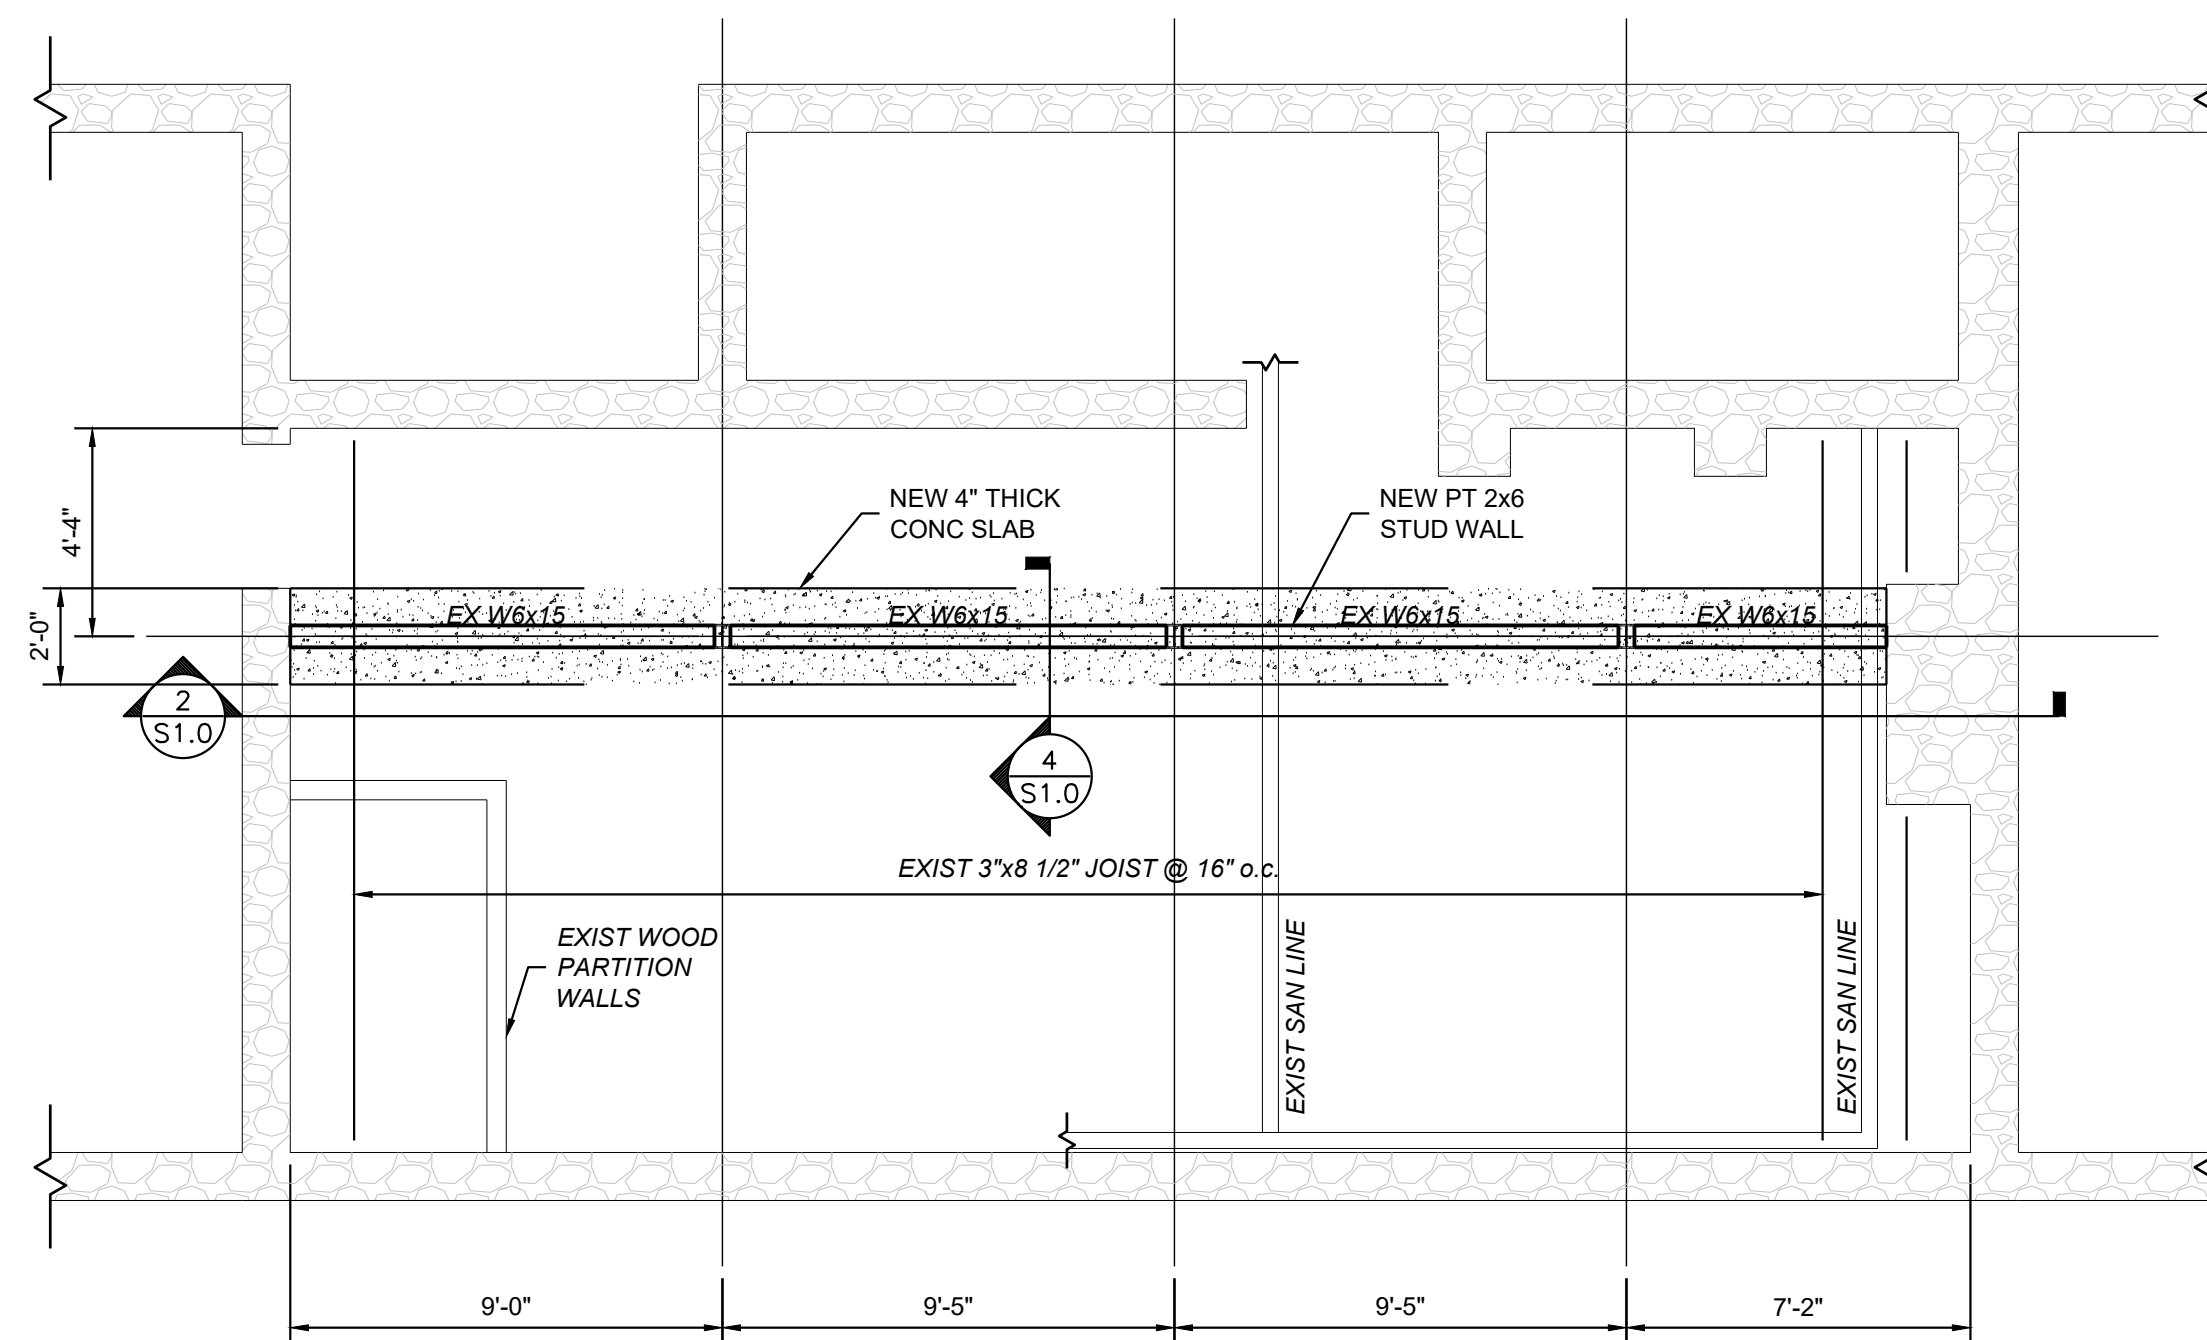 NEW 4" THICK
CONC SLAB
NEW PT 2x6
STUD WALL
4'-4"
2'-0"
EX W6x15
EX W6x15
EX W6x15
EX W6x15
2
S1.0
4
S1.0
EXIST 3"x8 1/2" JOIST @ 16" o.c.
EXIST WOOD
PARTITION
WALLS
EXIST SAN LINE
EXIST SAN LINE
9'-0"
9'-5"
9'-5"
7'-2"